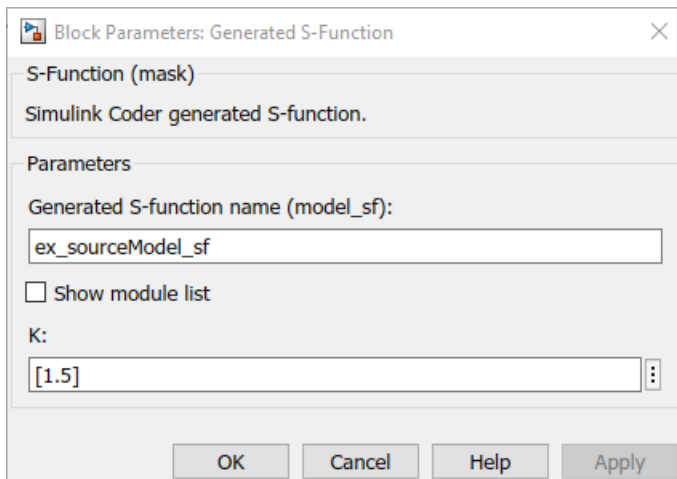 Block Parameters: Generated S-Function
S-Function (mask)
Simulink Coder generated S-function.
Parameters
Generated S-function name (model_sf):
ex_sourceModel_sf
Show module list
K:
[1.5]
OK Cancel Help Apply